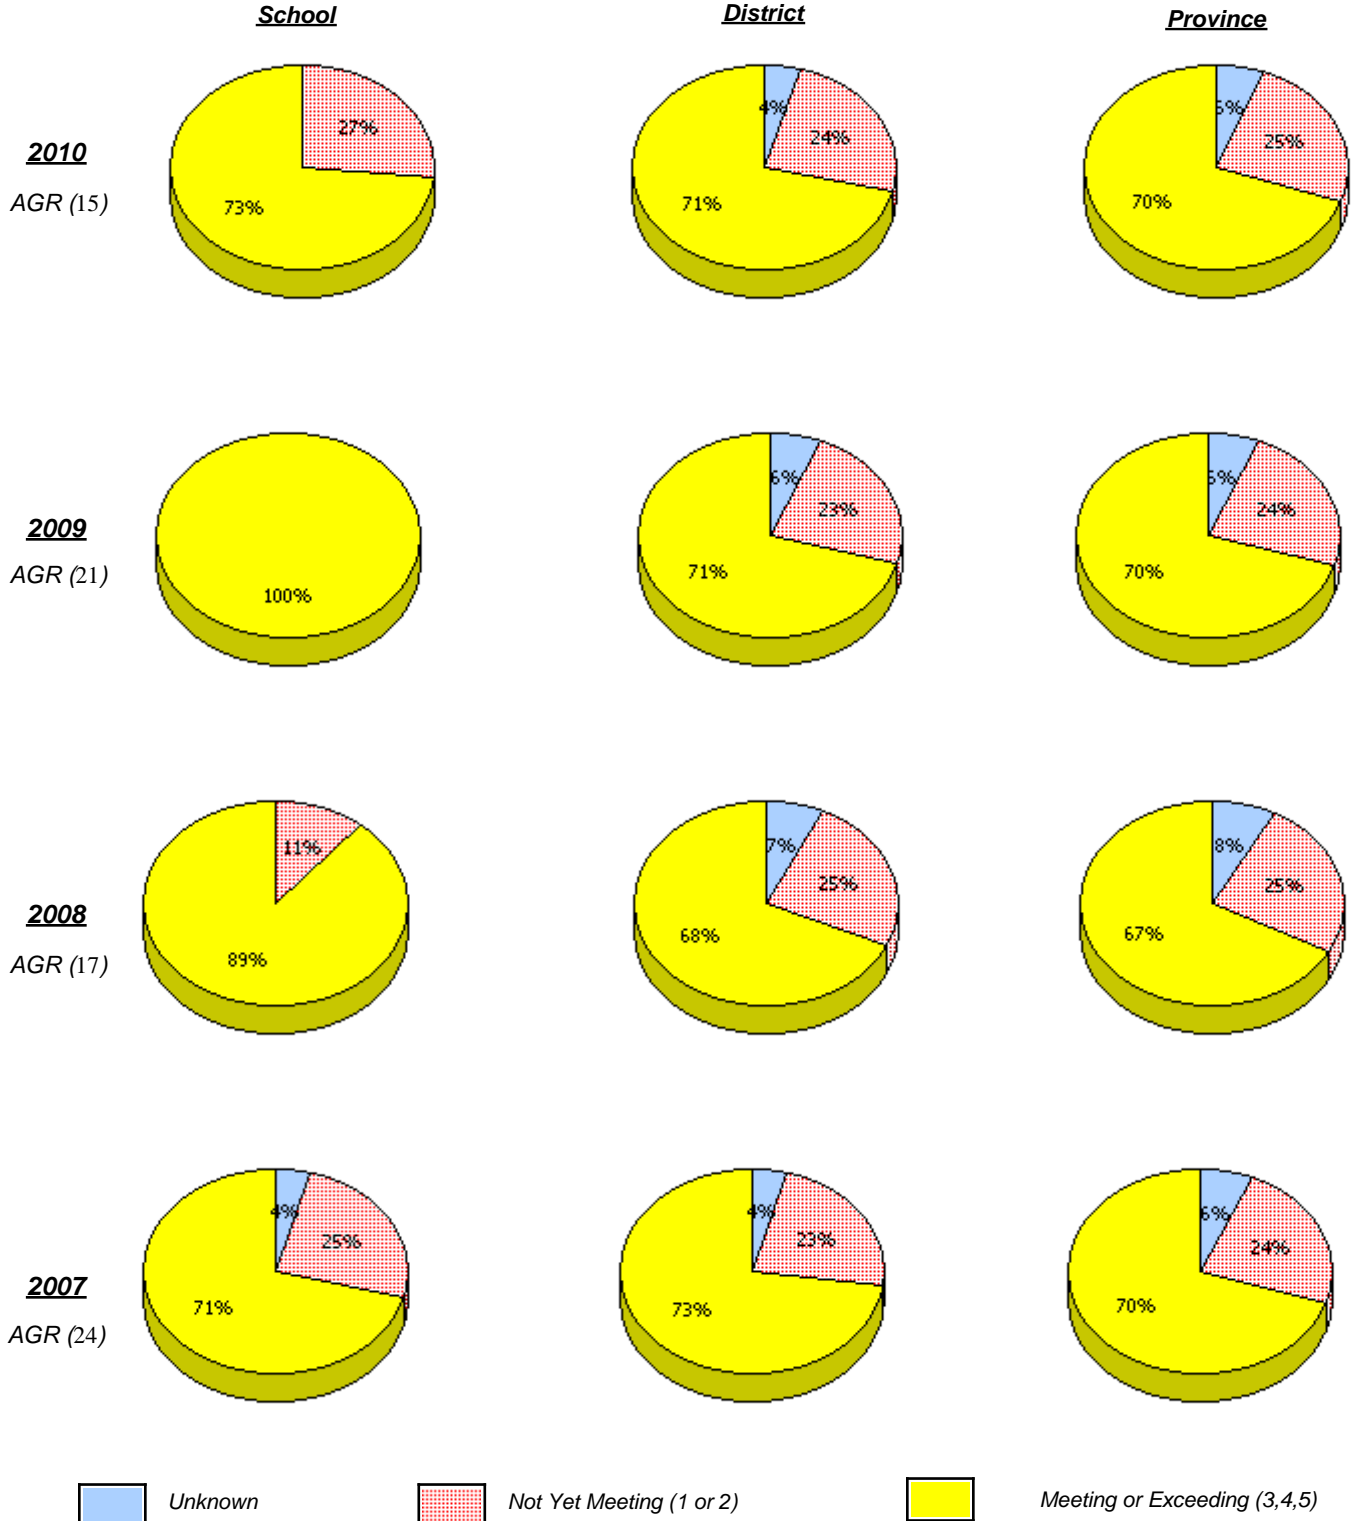 School District Province
27% 4% 24% 5% 25%
2010
AGR (15)
73% 71% 70%
6% 23% 24%
2009
AGR (21)
100% 71% 70%
11% 7% 25% 8% 25%
2008
AGR (17)
89% 68% 67%
4% 25% 4% 23% 6% 24%
2007
AGR (24)
71% 73% 70%
Unknown Not Yet Meeting (1 or 2) Meeting or Exceeding (3,4,5)